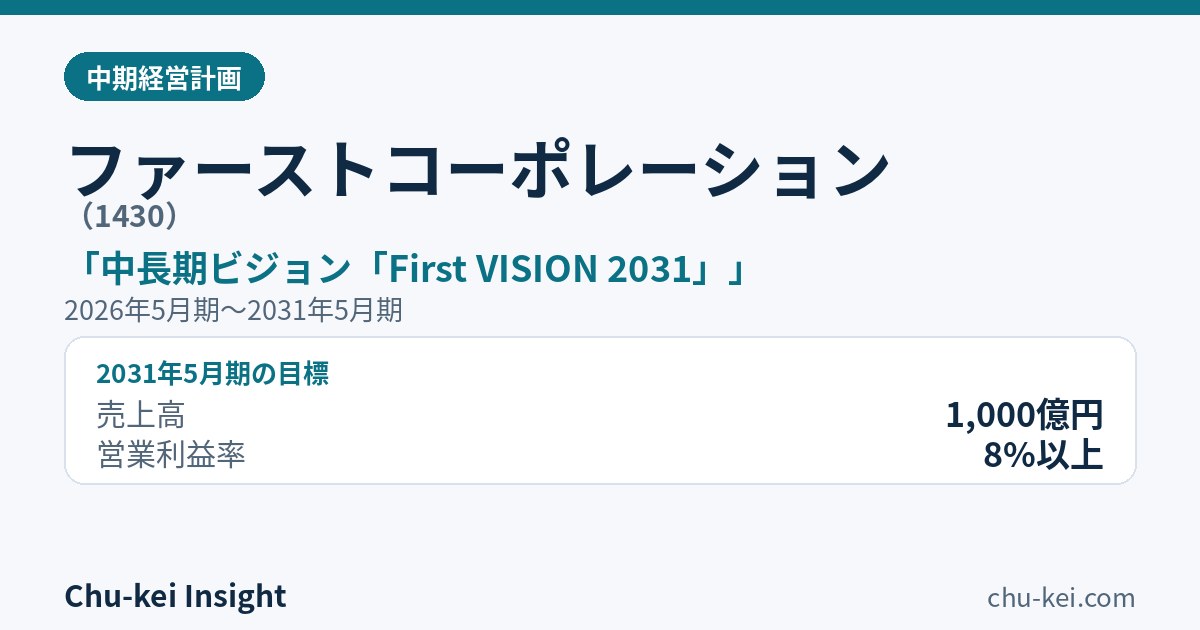 中期経営計画
ファーストコーポレーション
（1430）
「中長期ビジョン「First VISION 2031」」
2026年5月期～2031年5月期
2031年5月期の目標
売上高 1,000億円
営業利益率 8%以上
Chu-kei Insight chu-kei.com